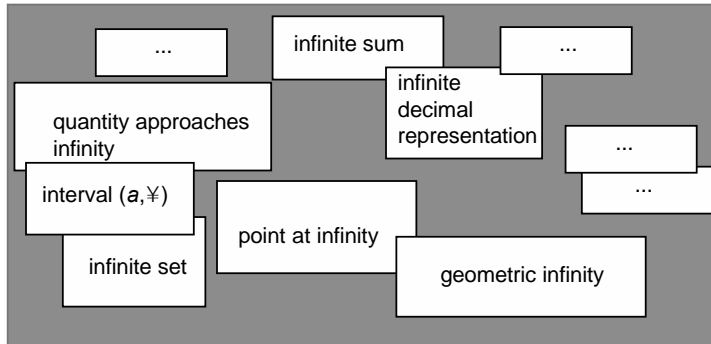 ...
infinite sum
...
infinite
decimal
representation
quantity approaches
infinity
...
...
interval (a,¥)
point at infinity
infinite set
geometric infinity